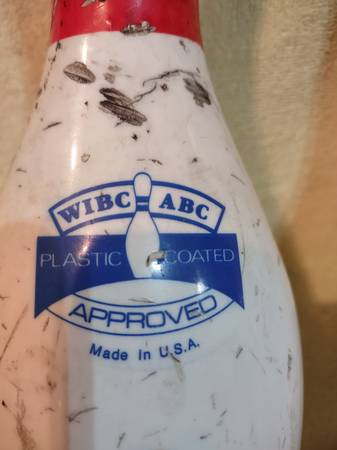 WIBC ABC
PLASTIC COATED
APPROVED
Made In U.S.A.